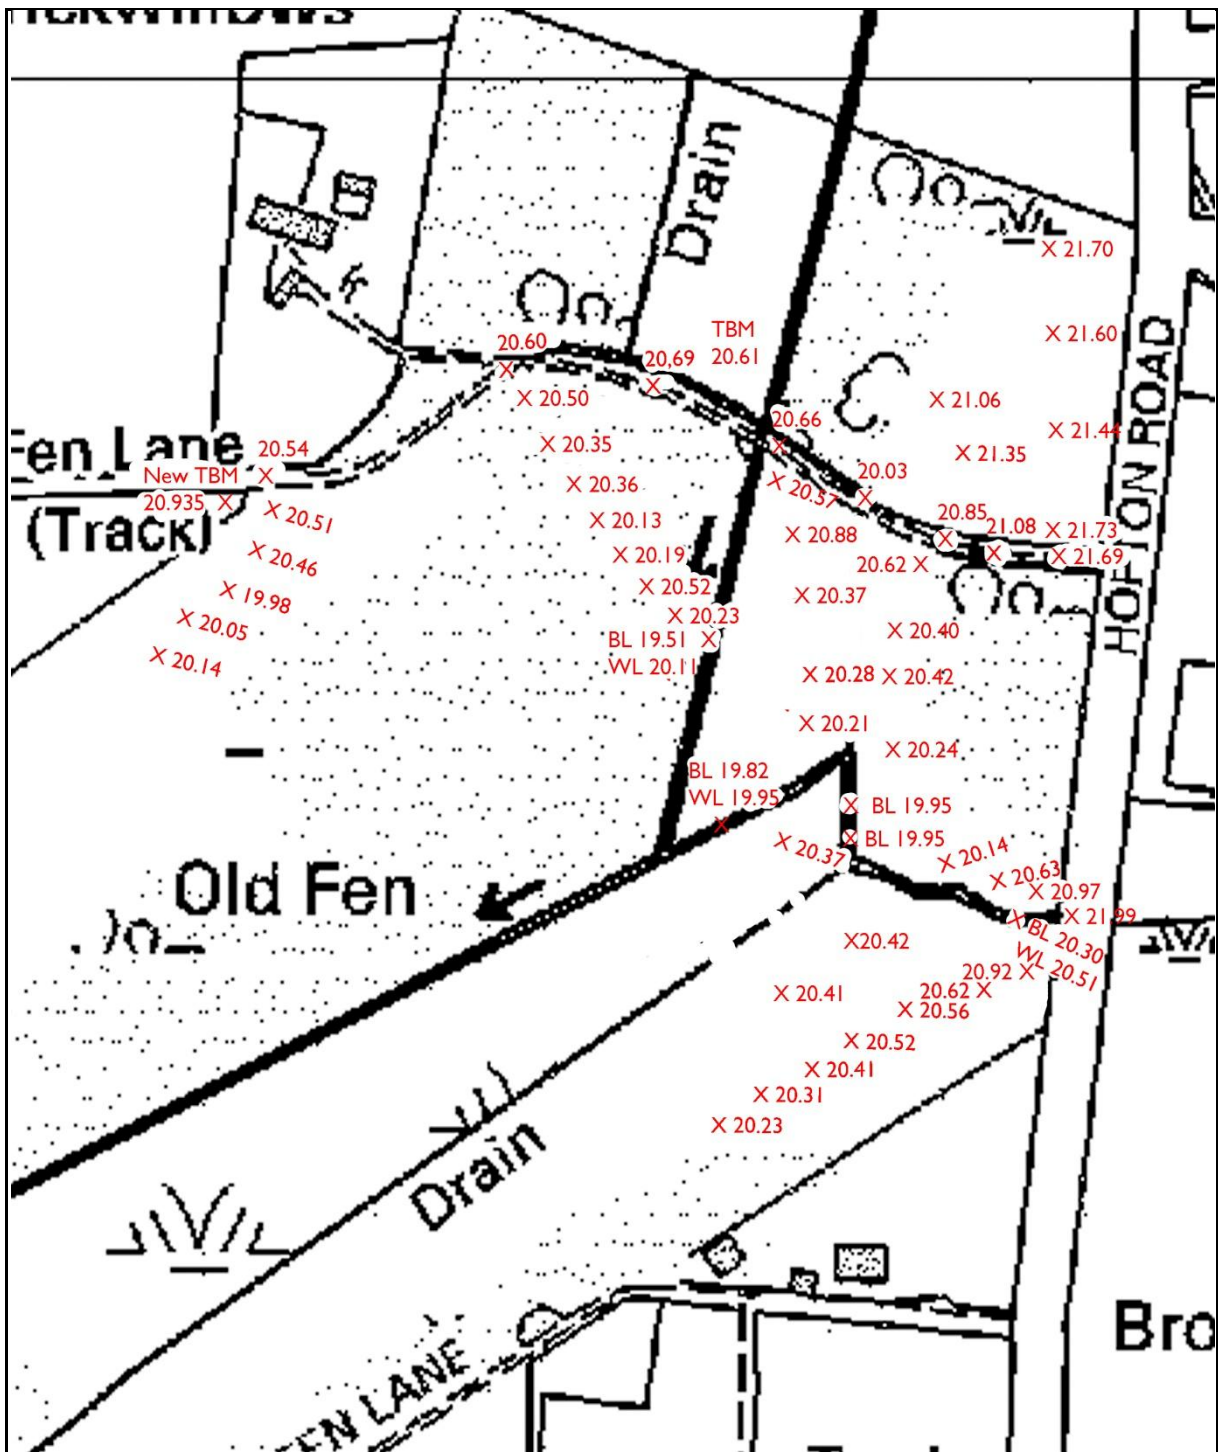 Drain
X 21.70
X 21.60
TBM
20.61
20.60
20.69
X 20.50
X 21.06
20.66
X 21.44
X 20.35
X 21.35
Fen Lane
20.54
New TBM
20.935
(Track)
X 20.36
X 20.57
20.03
X 20.51
X 20.13
20.85
21.08
X 21.73
X 20.88
X 20.46
X 20.19
20.62 X
X 21.69
HOPTON ROAD
X 20.52
X 19.98
X 20.37
X 20.23
X 20.05
BL 19.51
WL 20.11
X 20.40
X 20.14
X 20.28
X 20.42
X 20.21
X 20.24
BL 19.82
WL 19.95
X BL 19.95
X BL 19.95
X 20.37
X 20.14
X 20.63
X 20.97
Old Fen
X 21.99
BL 20.30
WL 20.51
X 20.42
20.92 X
20.62 X
X 20.41
X 20.56
X 20.52
X 20.41
X 20.31
X 20.23
Drain
Bro
FEN LANE